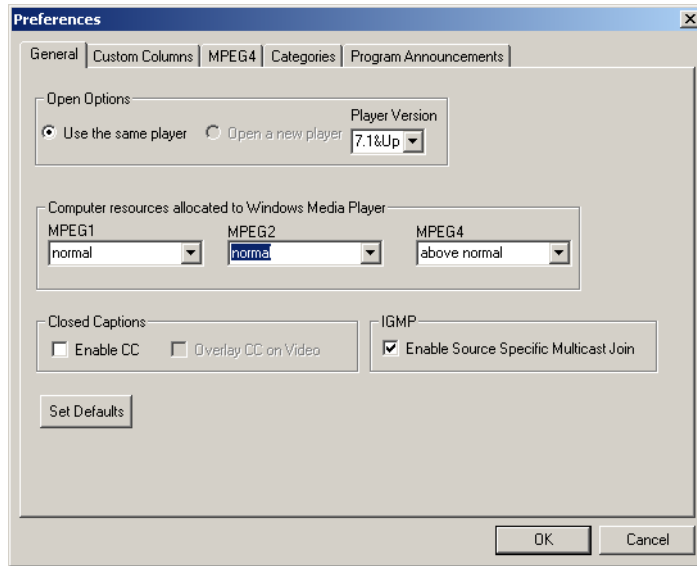 Preferences
General Custom Columns MPEG4 Categories Program Announcements
Open Options
Player Version
Use the same player Open a new player 7.1&Up
Computer resources allocated to Windows Media Player
MPEG1 MPEG2 MPEG4
normal normal above normal
Closed Captions IGMP
Enable CC Overlay CC on Video Enable Source Specific Multicast Join
Set Defaults
OK Cancel